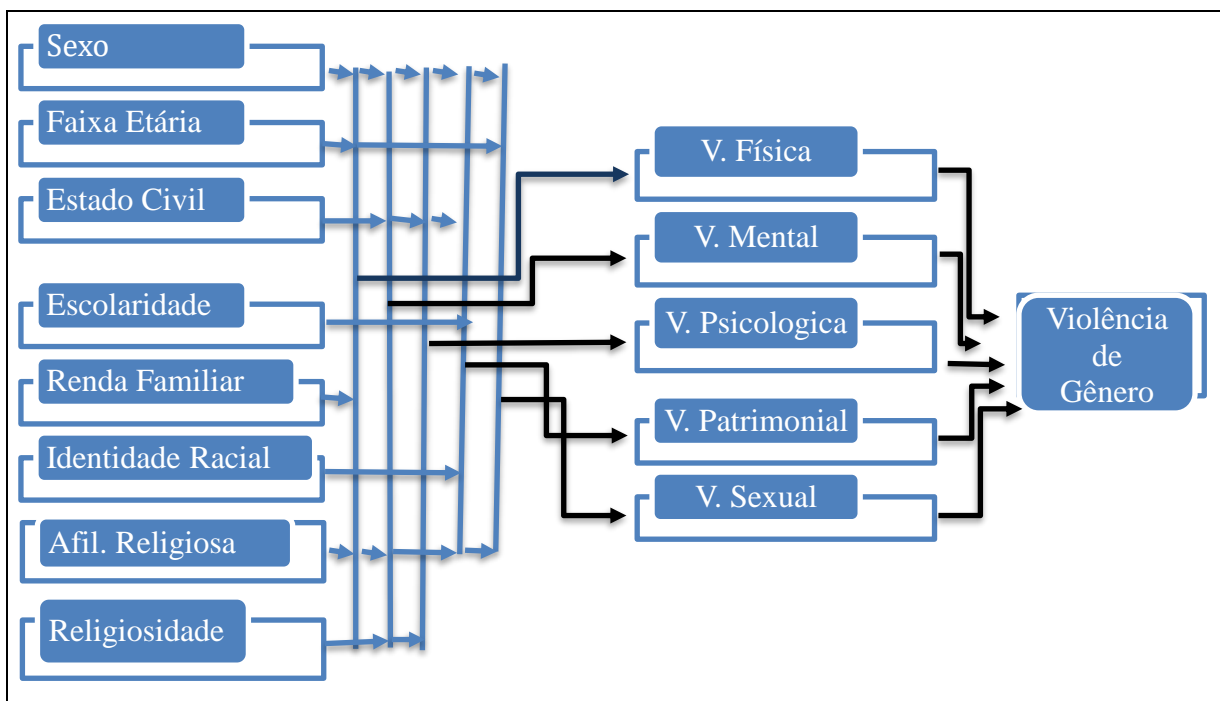 Sexo
Faixa Etária
Estado Civil
Escolaridade
Renda Familiar
Identidade Racial
Afil. Religiosa
Religiosidade
V. Física
V. Mental
V. Psicologica
V. Patrimonial
V. Sexual
Violência
de
Gênero